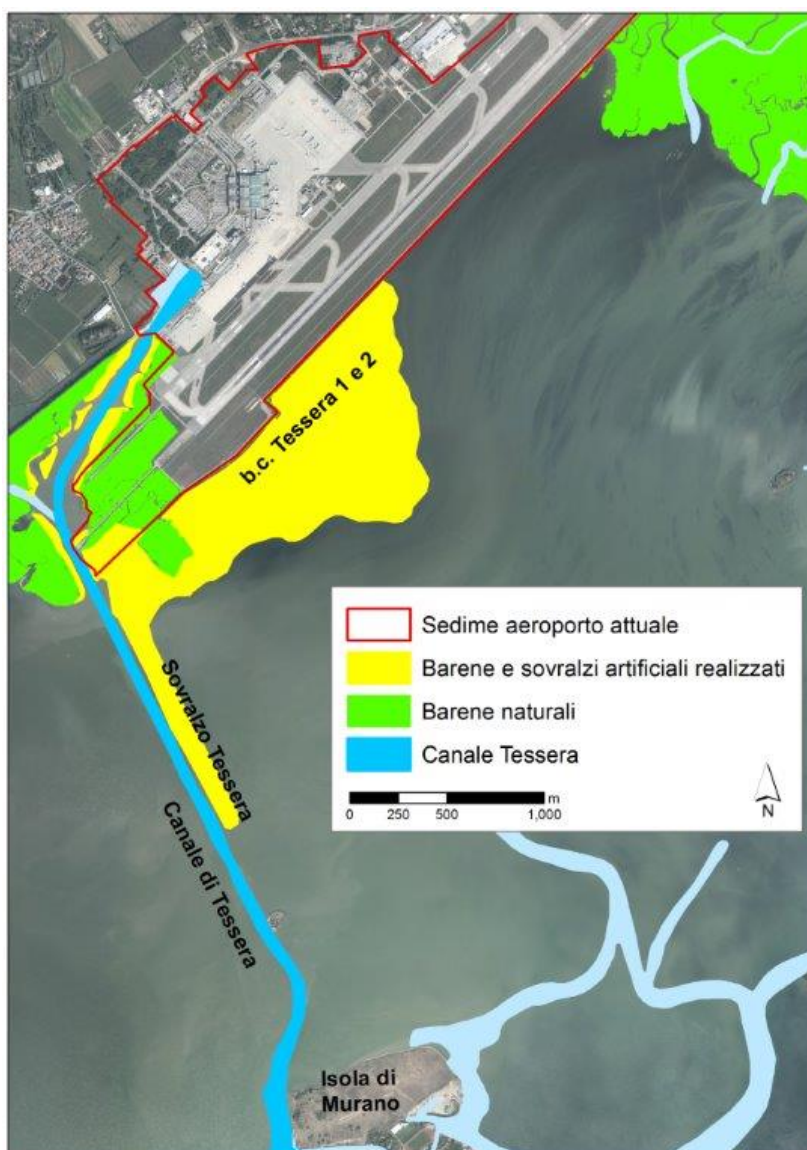 b.c. Tessera 1 e 2
Sovralzo Tessera
Canale di Tessera
Isola di
Murano
Sedime aeroporto attuale
Barene e sovralzi artificiali realizzati
Barene naturali
Canale Tessera
0 250 500 1,000 m
N